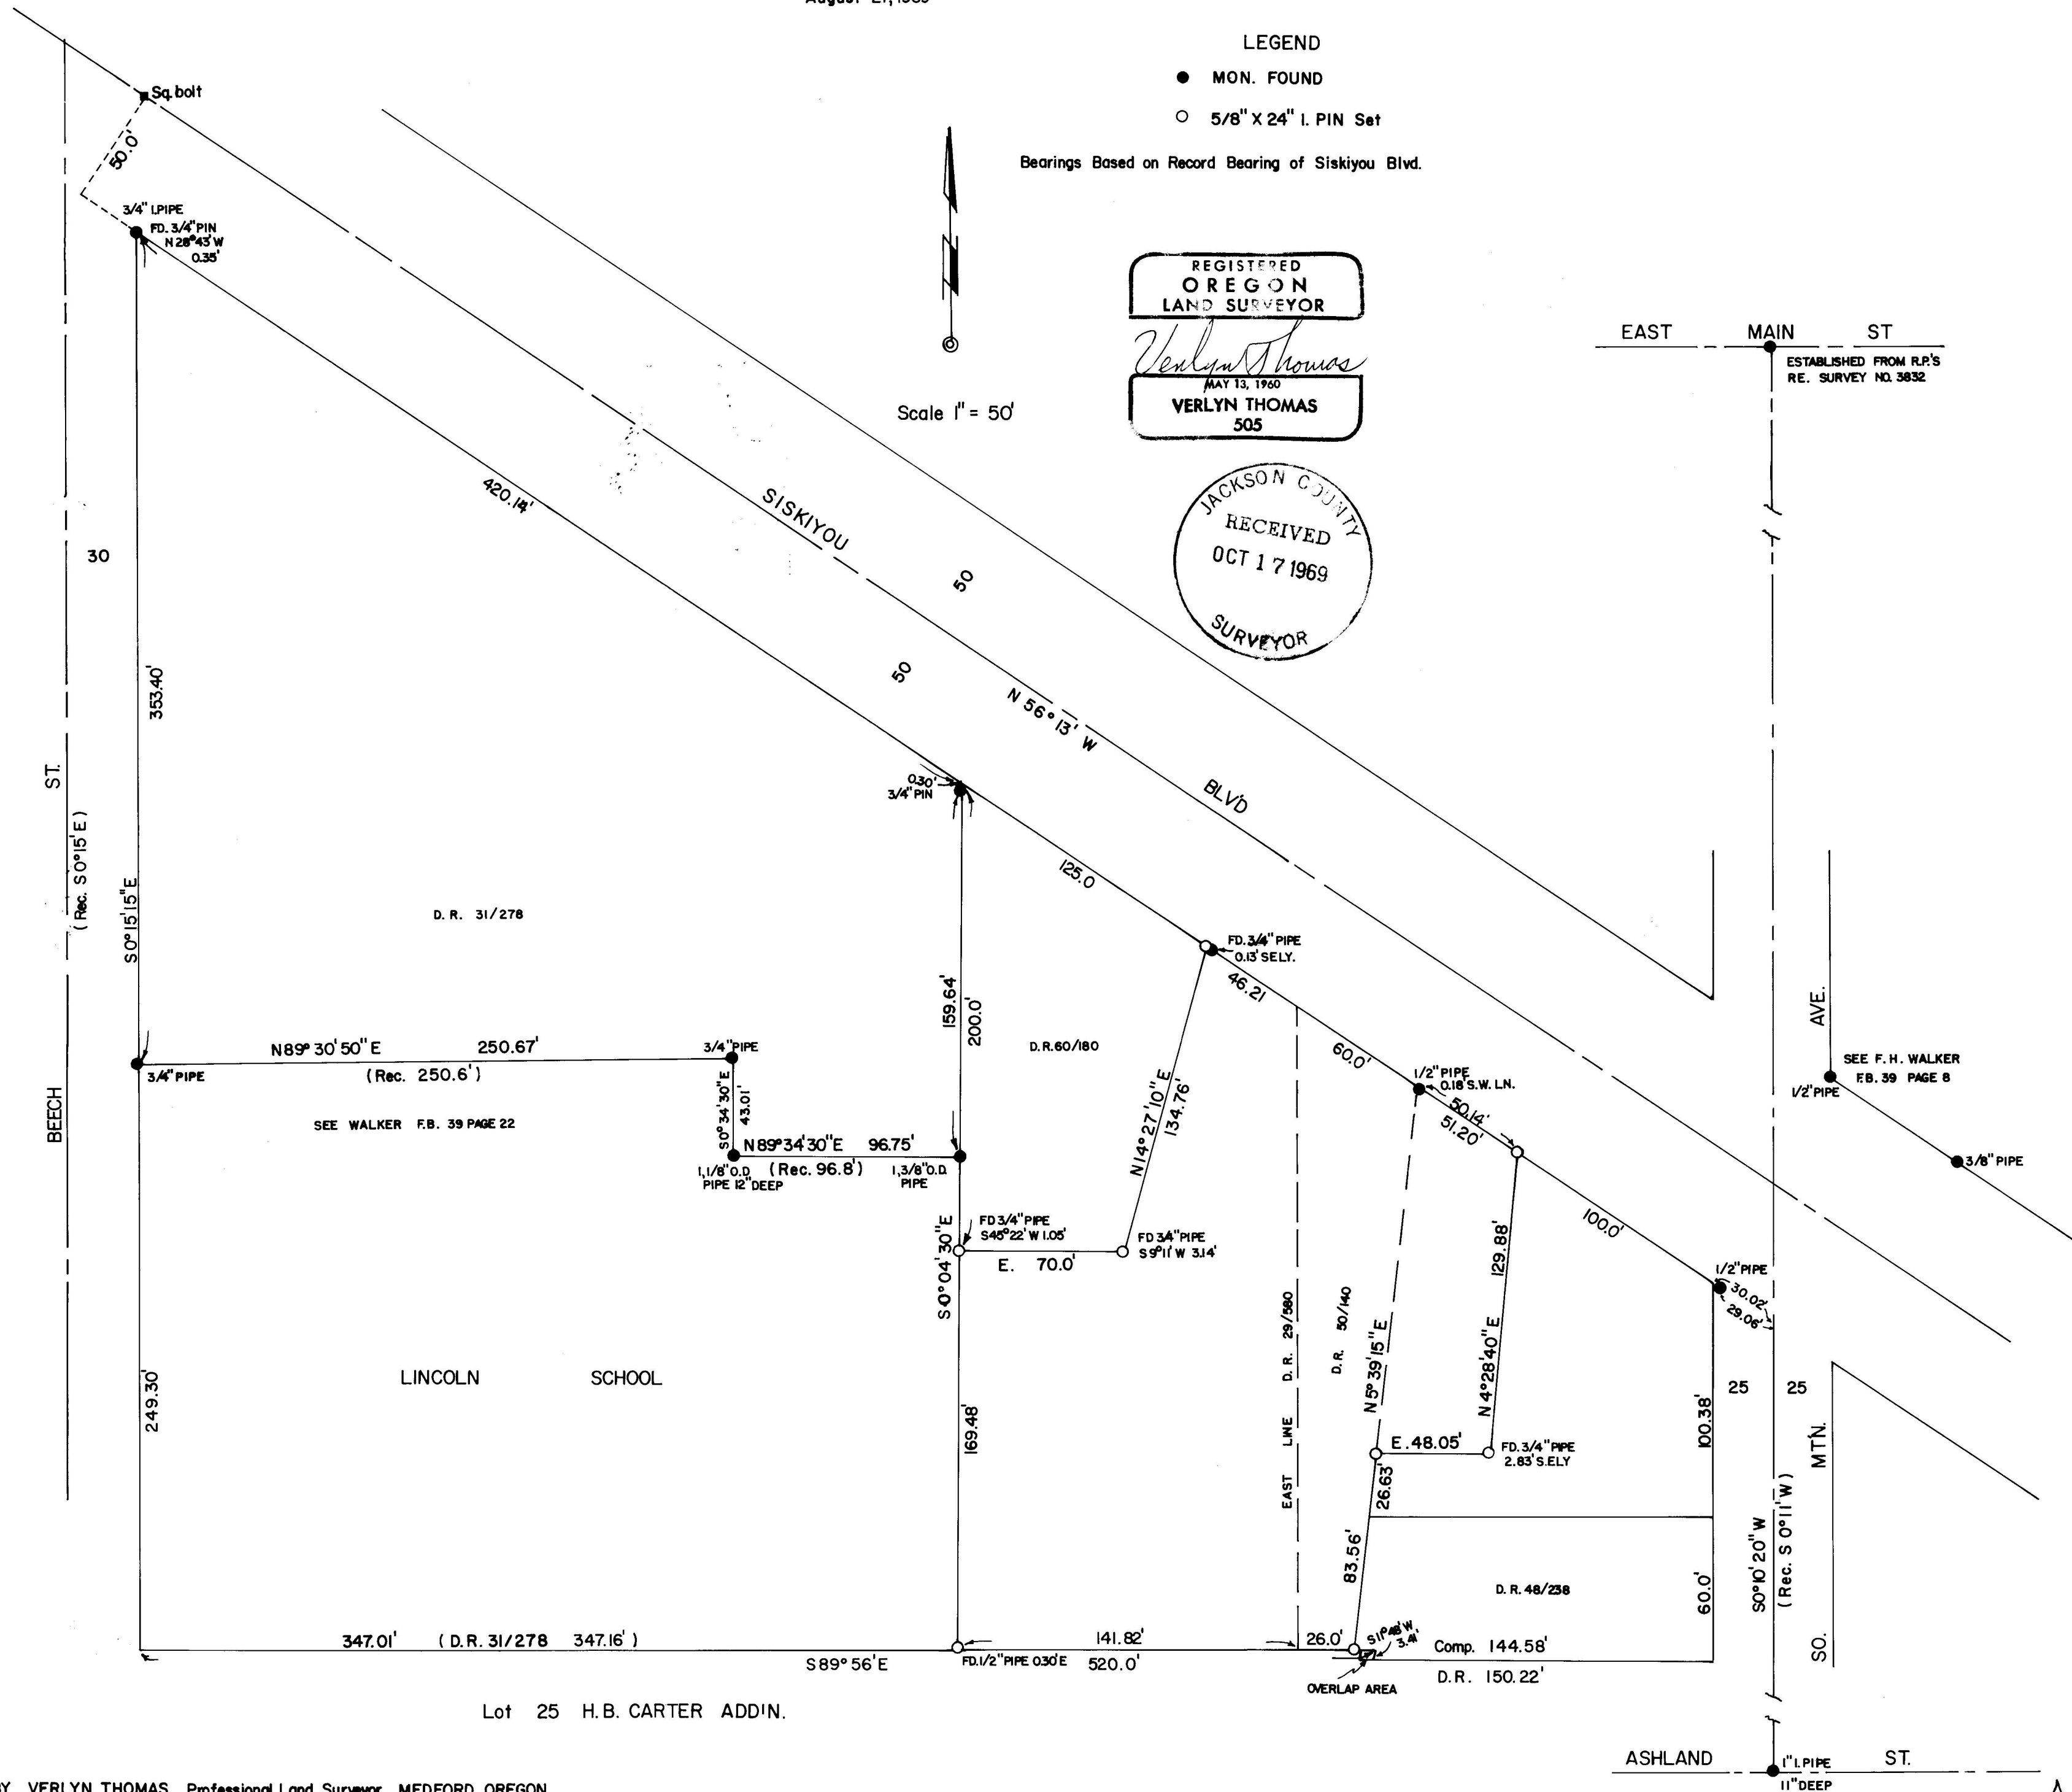 LEGEND
MON. FOUND
5/8" X 24" I. PIN Set
Bearings Based on Record Bearing of Siskiyou Blvd.
Sq. bolt
50.0'
3/4" I.PIPE
FD. 3/4" PIN
N 28°43' W
0.35'
REGISTERED
OREGON
LAND SURVEYOR
Verlyn Thomas
MAY 13, 1960
VERLYN THOMAS
505
Scale 1" = 50'
EAST MAIN ST
ESTABLISHED FROM R.P.'S
RE. SURVEY NO. 3832
JACKSON COUNTY
RECEIVED
OCT 17 1969
SURVEYOR
420.14'
SISKIYOU
BLV'D
N 56° 13' W
50
50
30
353.40'
BEECH ST.
(Rec. S 0°15' E)
S 0°15'15" E
0.30'
3/4" PIN
125.0
D. R. 31/278
FD. 3/4" PIPE
0.13' SELY.
46.21
159.64'
200.0'
D.R. 60/180
N14°27'10"E
134.76'
60.0'
1/2" PIPE
0.18' S.W. LN.
50.14'
51.20'
N89°30'50"E 250.67'
(Rec. 250.6')
3/4" PIPE
3/4" PIPE
S0°34'30"E
43.01'
SEE WALKER F.B. 39 PAGE 22
N89°34'30"E 96.75'
(Rec. 96.8')
1,1/8" O.D
PIPE 12" DEEP
1,3/8" O.D.
PIPE
AVE.
SEE F. H. WALKER
F.B. 39 PAGE 8
1/2" PIPE
3/8" PIPE
FD 3/4" PIPE
S45°22' W 1.05'
E. 70.0'
FD 3/4" PIPE
S 9°11' W 3.14'
S 0°04'30"E
100.0'
1/2" PIPE
30.02'
29.06'
129.88'
N 4°28'40"E
N 5°39'15"E
D.R. 50/140
EAST LINE D. R. 29/580
LINCOLN SCHOOL
249.30'
169.48'
E. 48.05'
FD. 3/4" PIPE
2.83' S.ELY
26.63'
83.56'
100.38'
25 25
60.0'
D. R. 48/238
SO. MT'N.
S0°10'20"W
(Rec. S 0°11' W)
347.01' (D.R. 31/278 347.16')
S 89°56'E
FD. 1/2" PIPE 0.30' E
141.82'
520.0'
26.0'
S 11°48' W
3.41'
Comp. 144.58'
D.R. 150.22'
OVERLAP AREA
Lot 25 H.B. CARTER ADD'N.
ASHLAND ST.
1" I.PIPE
11" DEEP
BY VERLYN THOMAS Professional Land Surveyor MEDFORD OREGON